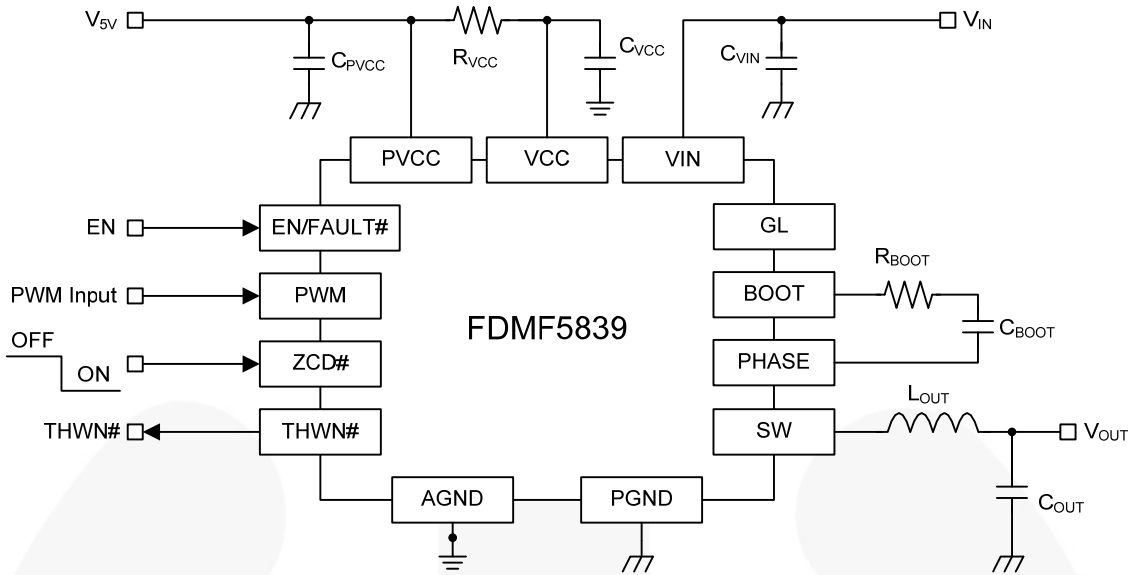 V5V
CPVCC
RVCC
CVCC
CVIN
VIN
PVCC
VCC
VIN
EN
EN/FAULT#
GL
PWM Input
PWM
BOOT
RBOOT
CBOOT
FDMF5839
OFF
ON
ZCD#
PHASE
THWN#
THWN#
SW
LOUT
VOUT
COUT
AGND
PGND